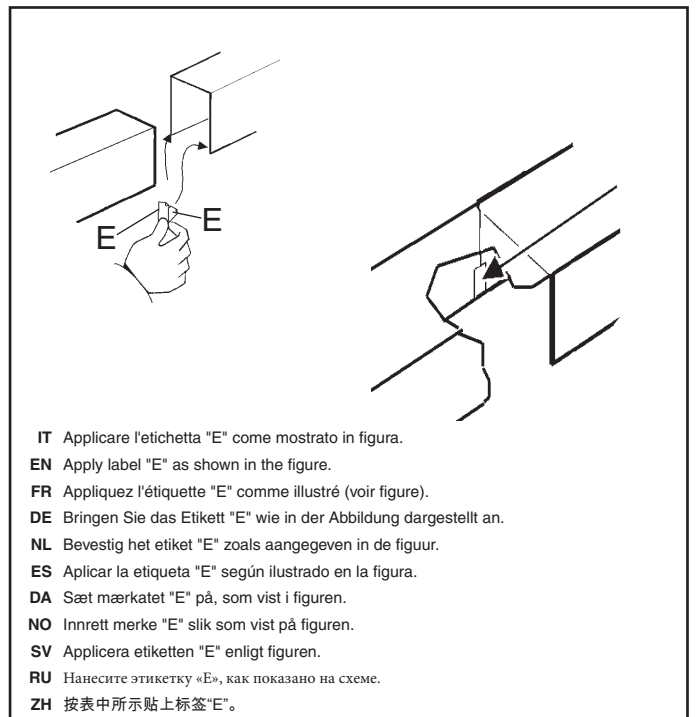 E
E
IT Applicare l'etichetta "E" come mostrato in figura.
EN Apply label "E" as shown in the figure.
FR Appliquez l'étiquette "E" comme illustré (voir figure).
DE Bringen Sie das Etikett "E" wie in der Abbildung dargestellt an.
NL Bevestig het etiket "E" zoals aangegeven in de figuur.
ES Aplicar la etiqueta "E" según ilustrado en la figura.
DA Sæt mærkatet "E" på, som vist i figuren.
NO Innrett merke "E" slik som vist på figuren.
SV Applicera etiketten "E" enligt figuren.
RU Нанесите этикетку «Е», как показано на схеме.
ZH 按表中所示贴上标签“E”。